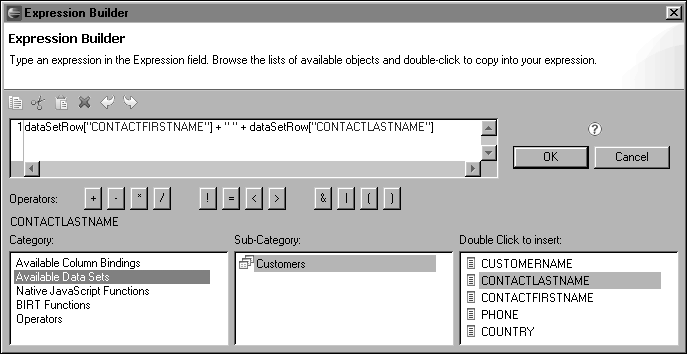 Expression Builder
Expression Builder
Type an expression in the Expression field. Browse the lists of available objects and double-click to copy into your expression.
1 dataSetRow["CONTACTFIRSTNAME"] + " " + dataSetRow["CONTACTLASTNAME"]
?
OK Cancel
Operators: + - * / ! = < > & | ( )
CONTACTLASTNAME
Category: Sub-Category: Double Click to insert:
Available Column Bindings
Available Data Sets
Native JavaScript Functions
BIRT Functions
Operators
Customers
CUSTOMERNAME
CONTACTLASTNAME
CONTACTFIRSTNAME
PHONE
COUNTRY